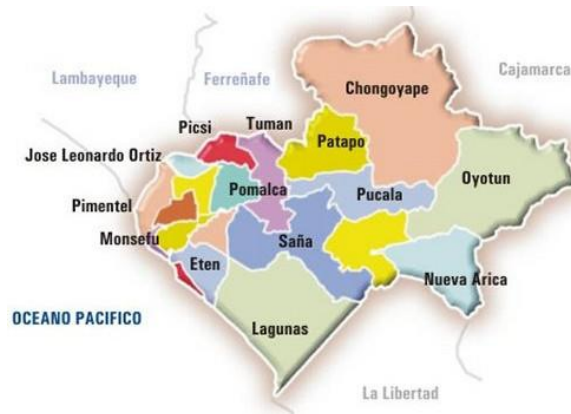 Lambayeque
Ferreñafe
Cajamarca
Chongoyape
Picsi
Tuman
Patapo
Jose Leonardo Ortiz
Pomalca
Pucala
Oyotun
Pimentel
Monsefu
Saña
Eten
Nueva Arica
OCEANO PACIFICO
Lagunas
La Libertad